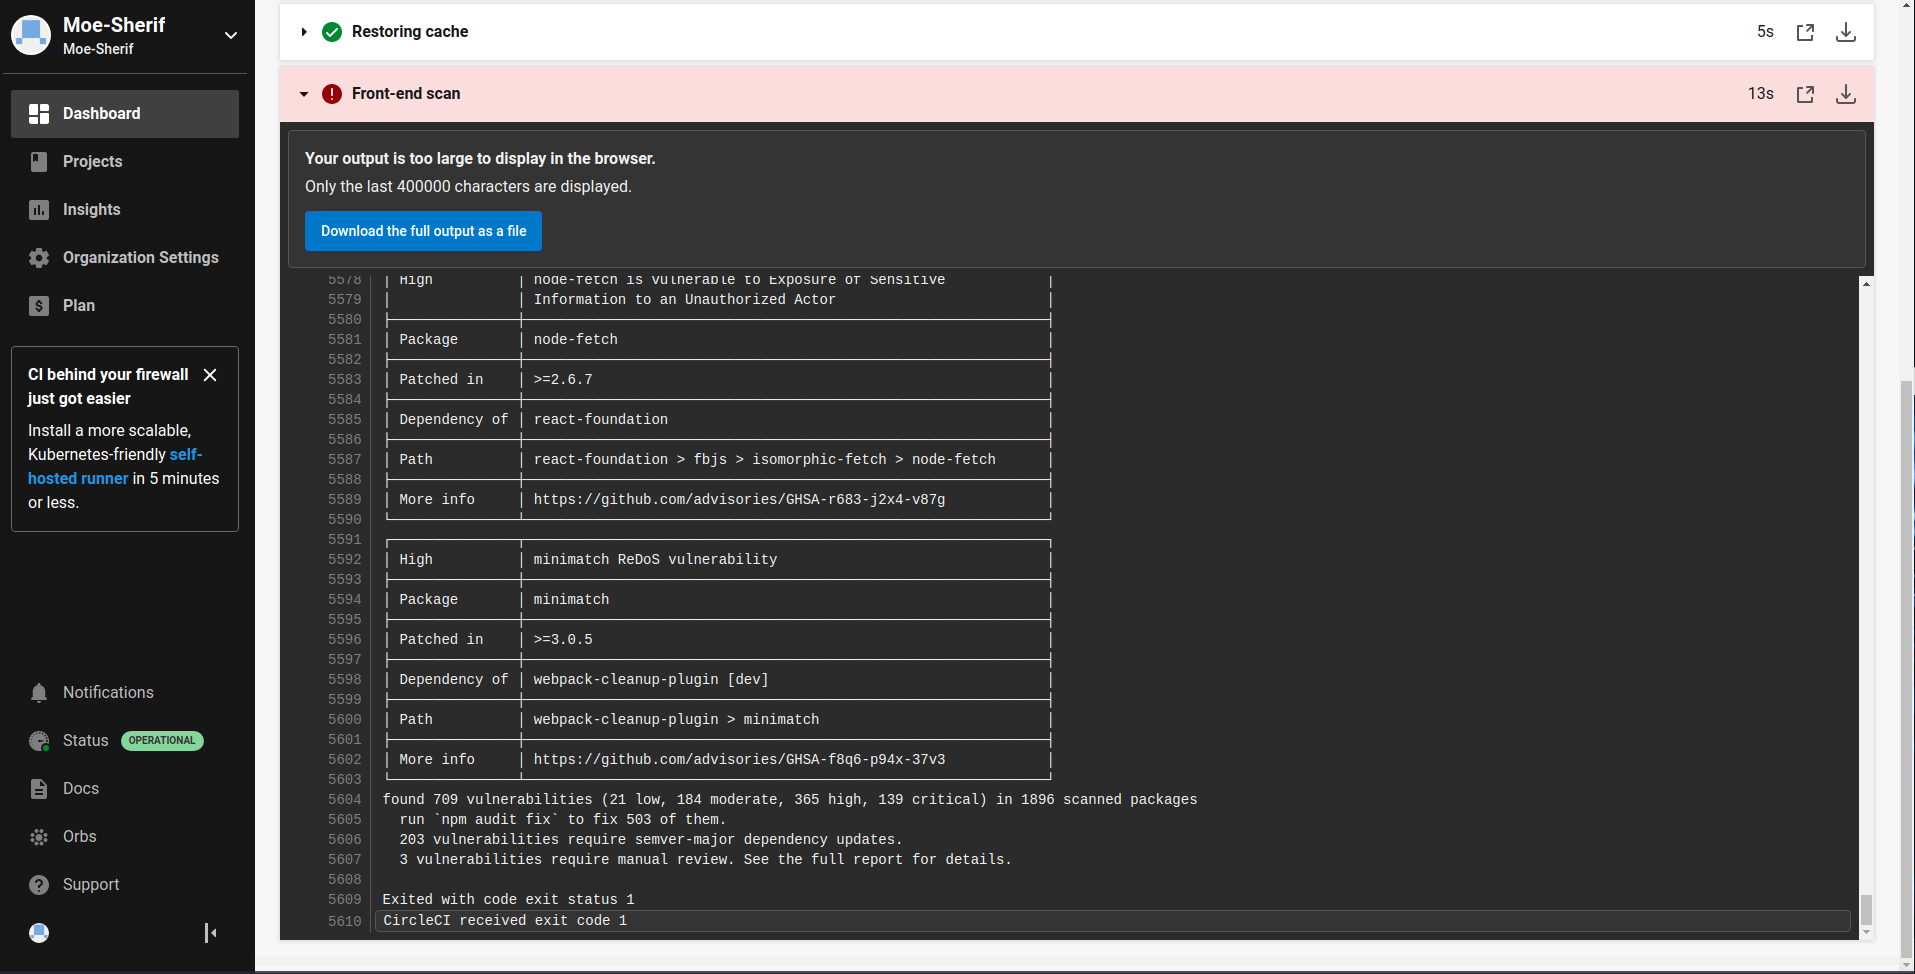 Moe-Sherif
Moe-Sherif
Dashboard
Projects
Insights
Organization Settings
Plan
CI behind your firewall
just got easier
Install a more scalable,
Kubernetes-friendly self-
hosted runner in 5 minutes
or less.
Notifications
Status OPERATIONAL
Docs
Orbs
Support
Restoring cache 5s
Front-end scan 13s
Your output is too large to display in the browser.
Only the last 400000 characters are displayed.
Download the full output as a file
5578 High node-fetch is vulnerable to Exposure of Sensitive
5579 Information to an Unauthorized Actor
5580
5581 Package node-fetch
5582
5583 Patched in >=2.6.7
5584
5585 Dependency of react-foundation
5586
5587 Path react-foundation > fbjs > isomorphic-fetch > node-fetch
5588
5589 More info https://github.com/advisories/GHSA-r683-j2x4-v87g
5590
5591
5592 High minimatch ReDoS vulnerability
5593
5594 Package minimatch
5595
5596 Patched in >=3.0.5
5597
5598 Dependency of webpack-cleanup-plugin [dev]
5599
5600 Path webpack-cleanup-plugin > minimatch
5601
5602 More info https://github.com/advisories/GHSA-f8q6-p94x-37v3
5603
5604 found 709 vulnerabilities (21 low, 184 moderate, 365 high, 139 critical) in 1896 scanned packages
5605 run `npm audit fix` to fix 503 of them.
5606 203 vulnerabilities require semver-major dependency updates.
5607 3 vulnerabilities require manual review. See the full report for details.
5608
5609 Exited with code exit status 1
5610 CircleCI received exit code 1